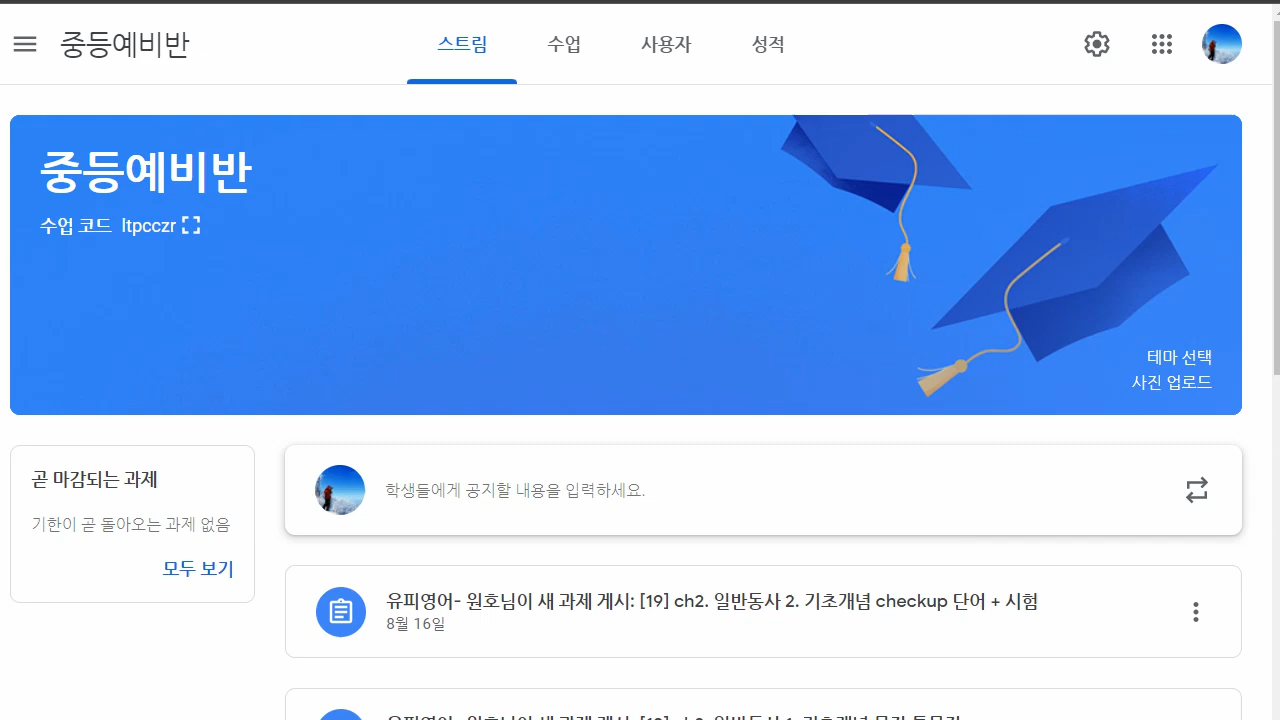 중등예비반
스트림
수업
사용자
성적
중등예비반
수업 코드 ltpcczr
테마 선택
사진 업로드
곧 마감되는 과제
기한이 곧 돌아오는 과제 없음
모두 보기
학생들에게 공지할 내용을 입력하세요.
유피영어- 원호님이 새 과제 게시: [19] ch2. 일반동사 2. 기초개념 checkup 단어 + 시험
8월 16일